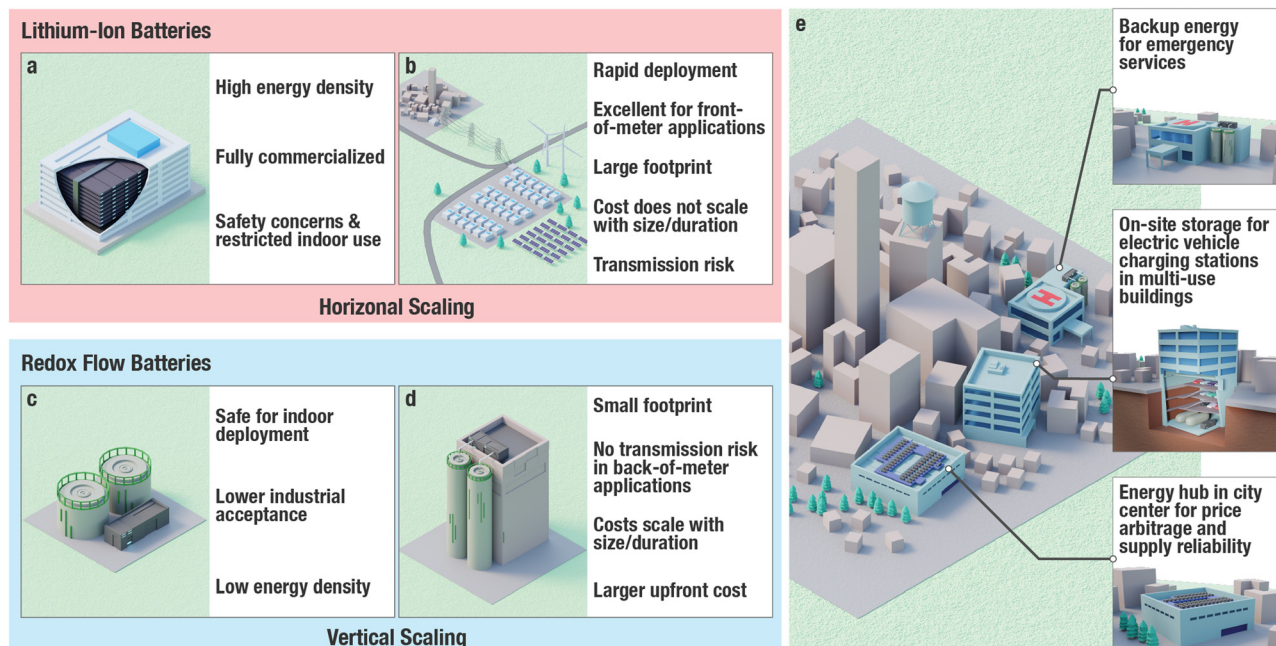 Lithium-Ion Batteries
a
High energy density
Fully commercialized
Safety concerns &
restricted indoor use
b
Rapid deployment
Excellent for front-
of-meter applications
Large footprint
Cost does not scale
with size/duration
Transmission risk
Horizonal Scaling
Redox Flow Batteries
c
Safe for indoor
deployment
Lower industrial
acceptance
Low energy density
d
Small footprint
No transmission risk
in back-of-meter
applications
Costs scale with
size/duration
Larger upfront cost
Vertical Scaling
e
H
Backup energy
for emergency
services
H
On-site storage for
electric vehicle
charging stations
in multi-use
buildings
Energy hub in city
center for price
arbitrage and
supply reliability